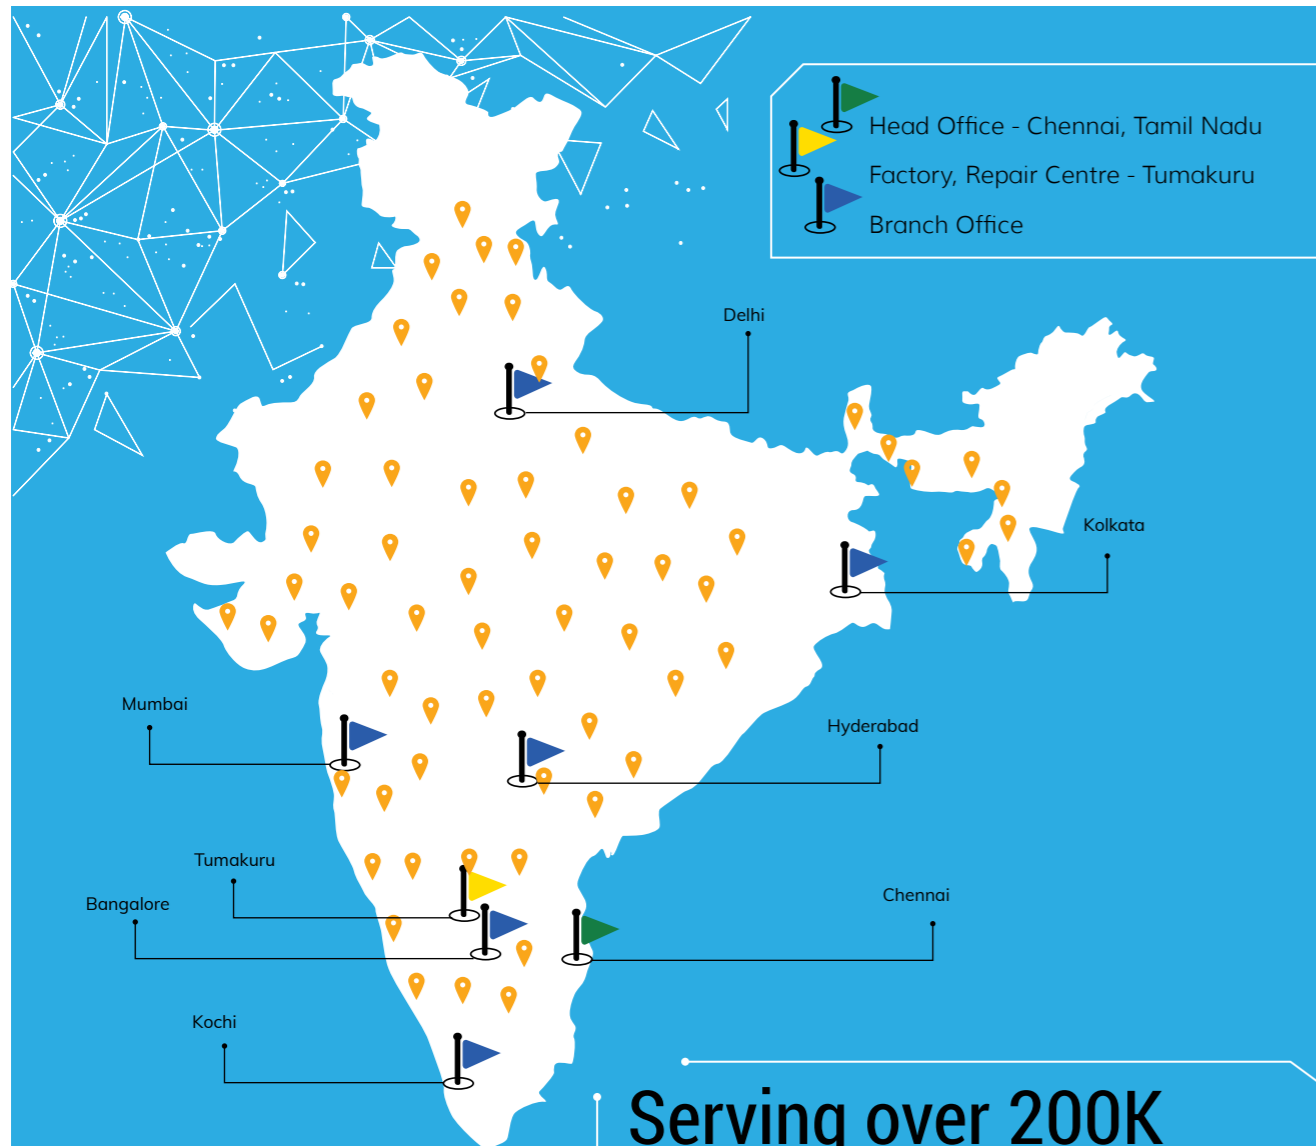 Head Office - Chennai, Tamil Nadu
Factory, Repair Centre - Tumakuru
Branch Office
Delhi
Kolkata
Mumbai
Hyderabad
Tumakuru
Chennai
Bangalore
Kochi
Serving over 200K